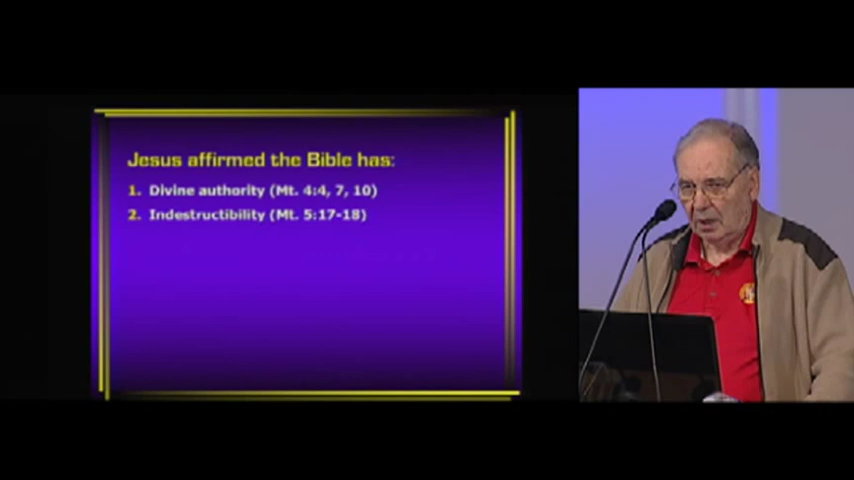 Jesus affirmed the Bible has:
1. Divine authority (Mt. 4:4, 7, 10)
2. Indestructibility (Mt. 5:17-18)